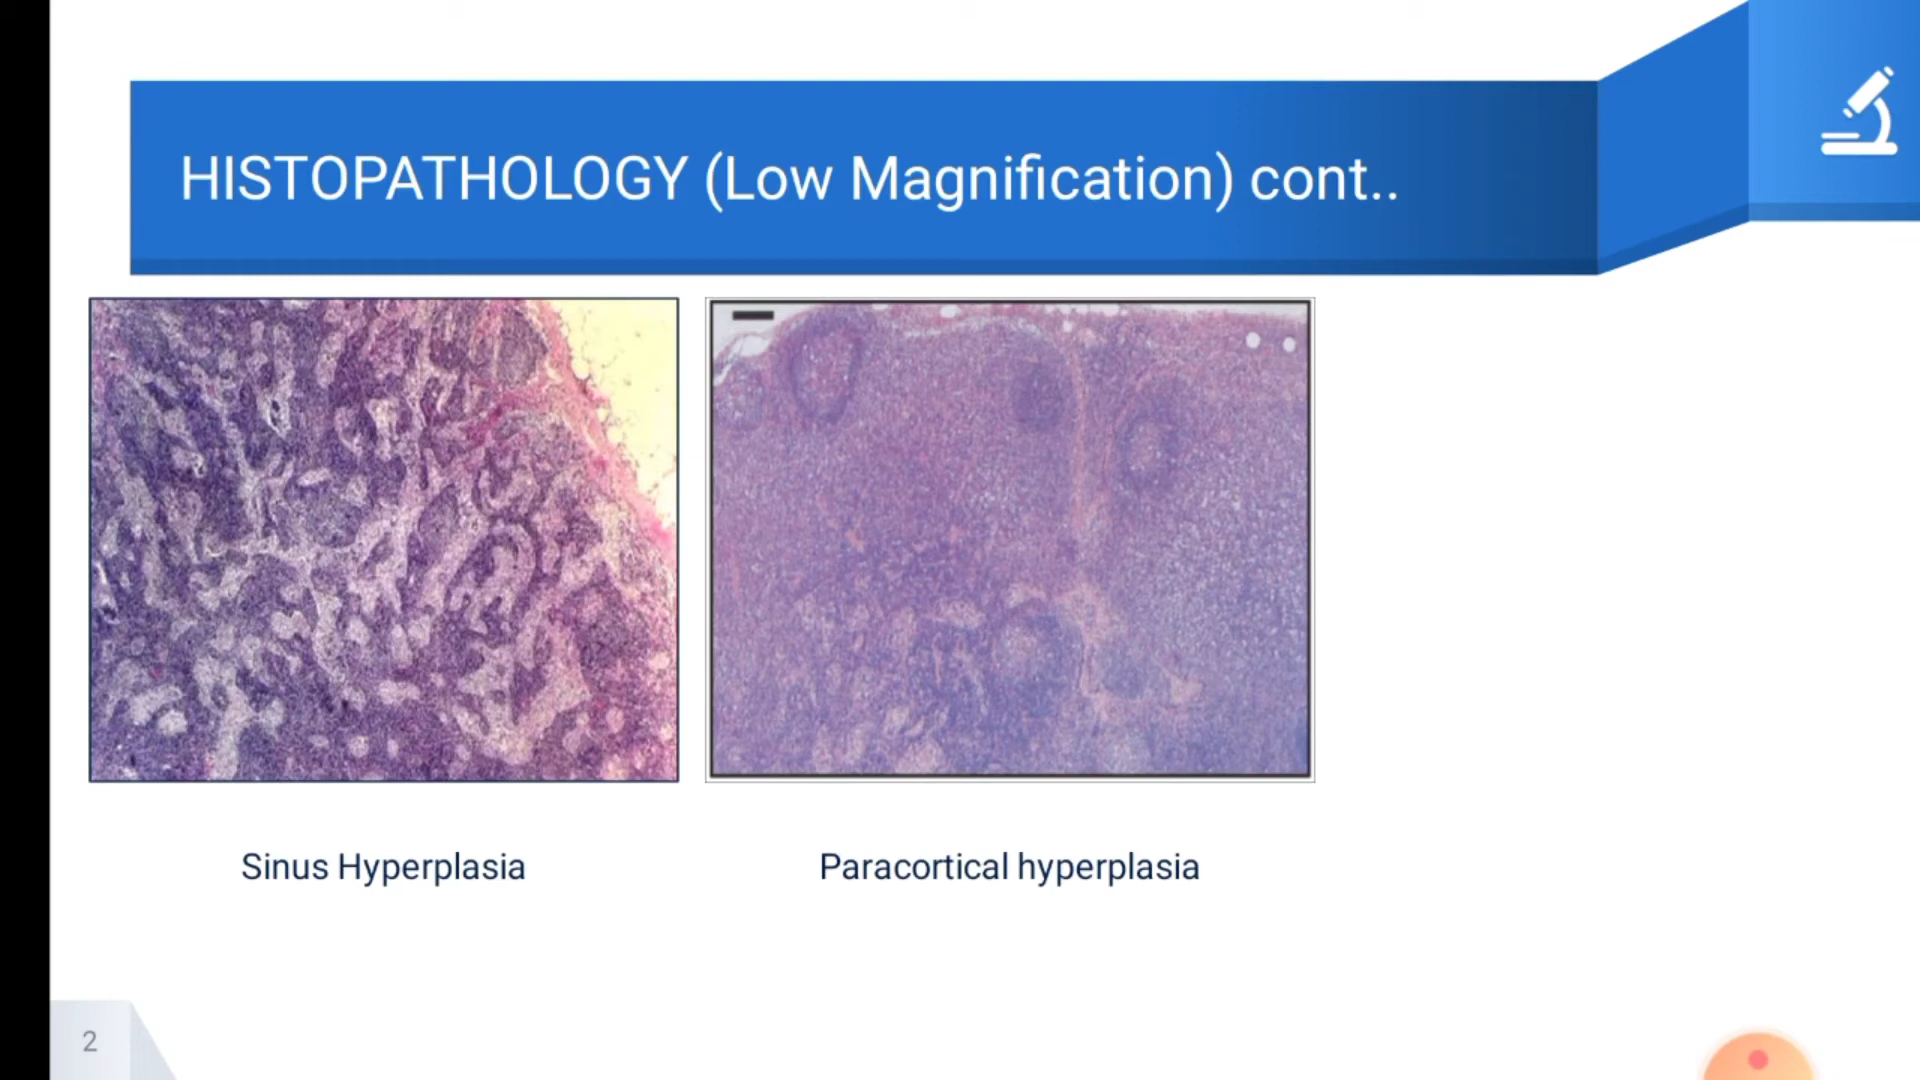 HISTOPATHOLOGY (Low Magnification) cont..
Sinus Hyperplasia
Paracortical hyperplasia
2